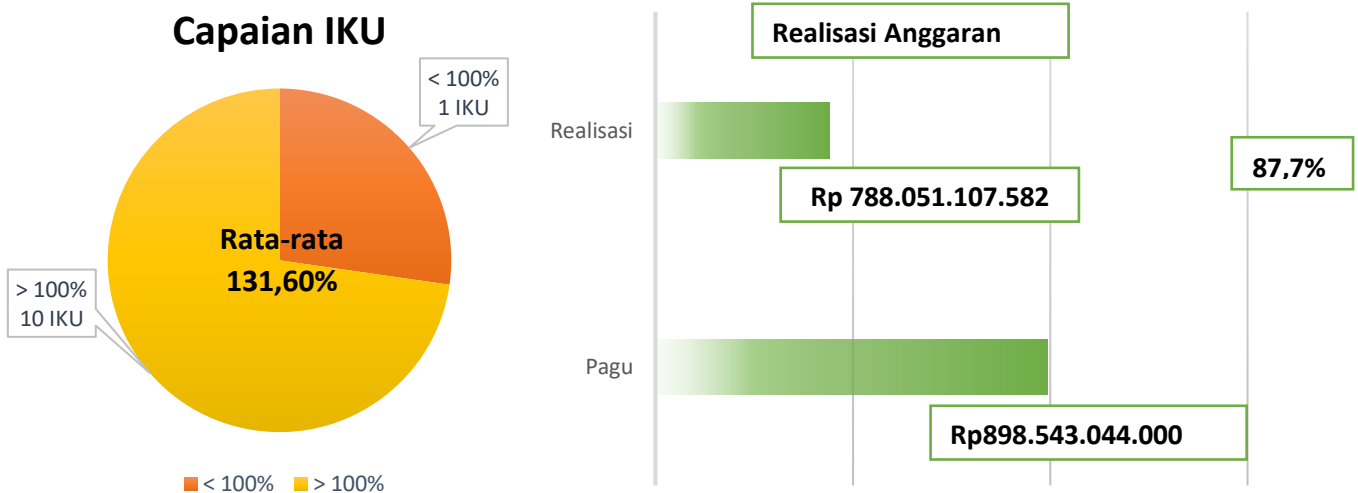 Capaian IKU
< 100%
1 IKU
Rata-rata
131,60%
> 100%
10 IKU
< 100%
> 100%
Realisasi Anggaran
Realisasi
Rp 788.051.107.582
87,7%
Pagu
Rp898.543.044.000